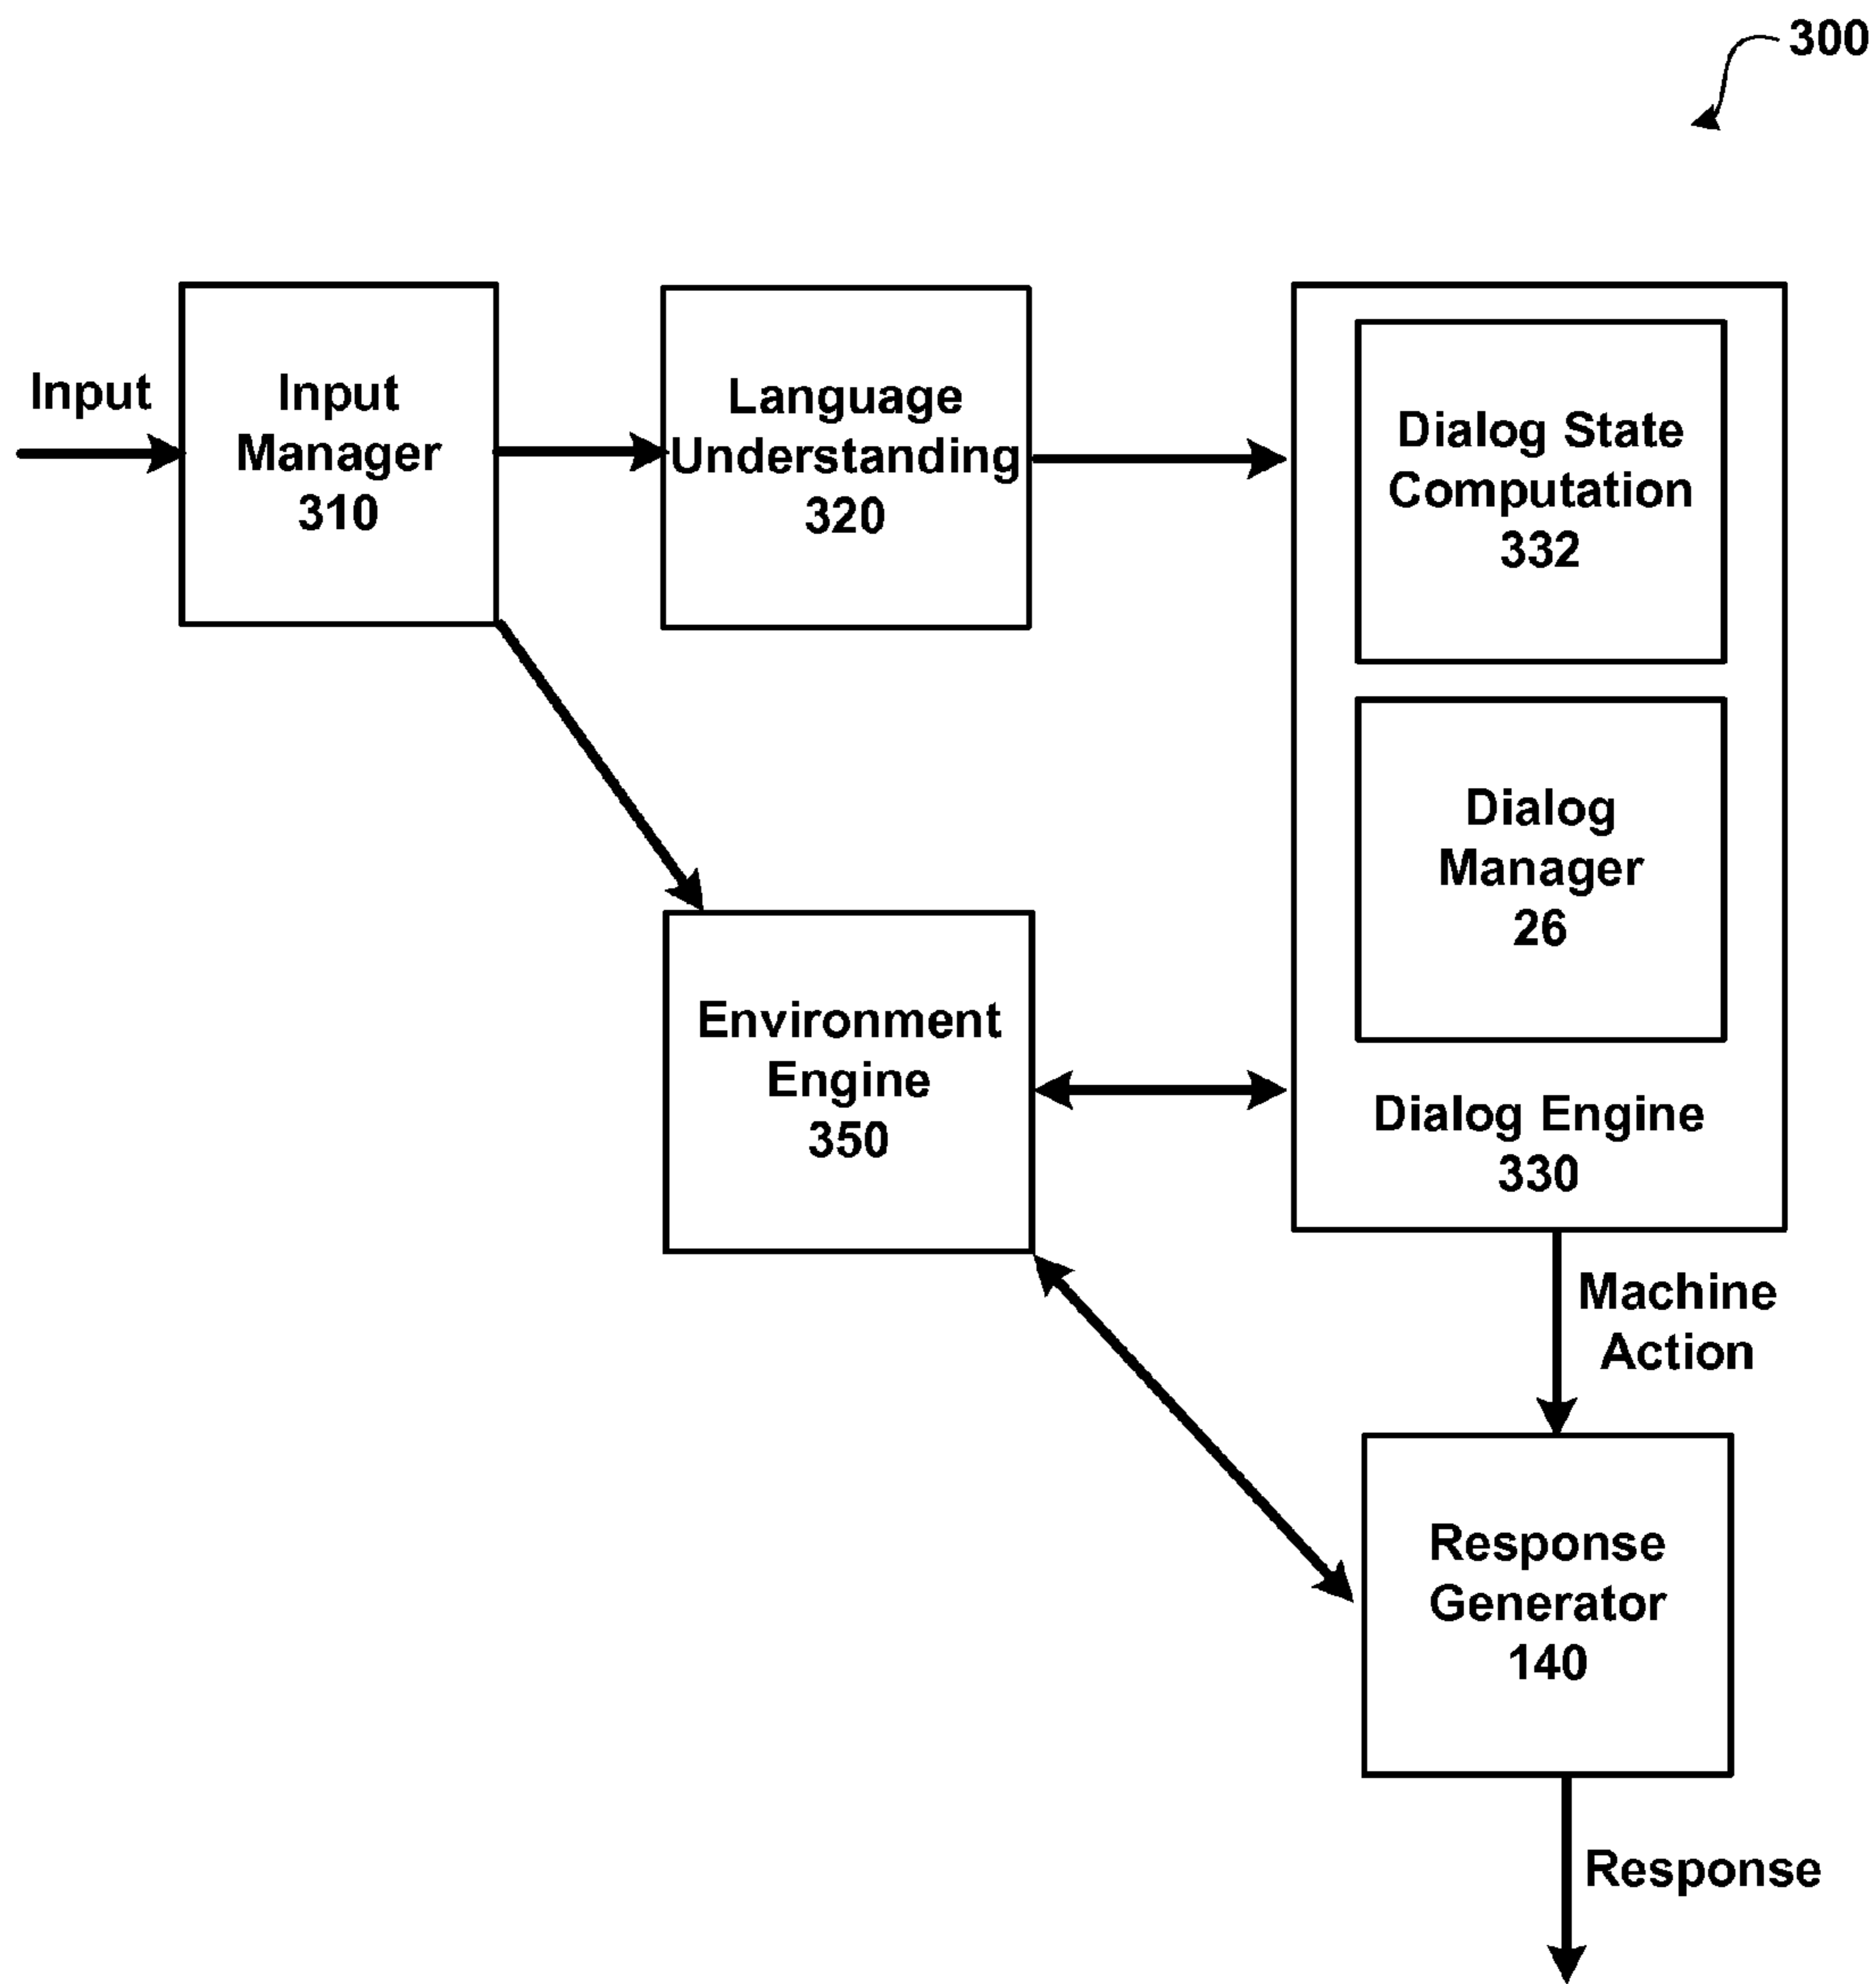 300
Input
Input
Manager
310
Language
Understanding
320
Dialog State
Computation
332
Dialog
Manager
26
Environment
Engine
350
Dialog Engine
330
Machine
Action
Response
Generator
140
Response